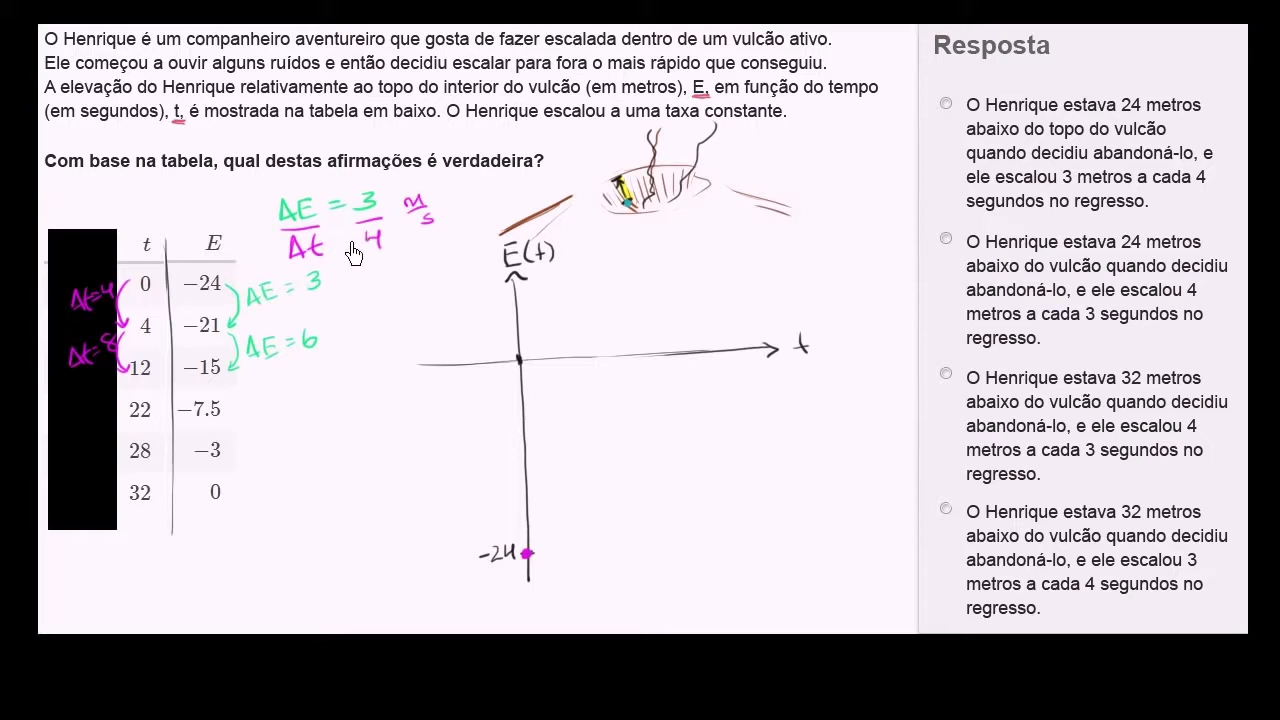 O Henrique é um companheiro aventureiro que gosta de fazer escalada dentro de um vulcão ativo.
Ele começou a ouvir alguns ruídos e então decidiu escalar para fora o mais rápido que conseguiu.
A elevação do Henrique relativamente ao topo do interior do vulcão (em metros), E, em função do tempo
(em segundos), t, é mostrada na tabela em baixo. O Henrique escalou a uma taxa constante.
Com base na tabela, qual destas afirmações é verdadeira?
ΔE/Δt = 3/4 m/s
t E
0 −24
4 −21
12 −15
22 −7.5
28 −3
32 0
Δt=4
Δt=8
ΔE = 3
ΔE = 6
E(t)
t
-24
Resposta
O Henrique estava 24 metros
abaixo do topo do vulcão
quando decidiu abandoná-lo, e
ele escalou 3 metros a cada 4
segundos no regresso.
O Henrique estava 24 metros
abaixo do vulcão quando decidiu
abandoná-lo, e ele escalou 4
metros a cada 3 segundos no
regresso.
O Henrique estava 32 metros
abaixo do vulcão quando decidiu
abandoná-lo, e ele escalou 4
metros a cada 3 segundos no
regresso.
O Henrique estava 32 metros
abaixo do vulcão quando decidiu
abandoná-lo, e ele escalou 3
metros a cada 4 segundos no
regresso.